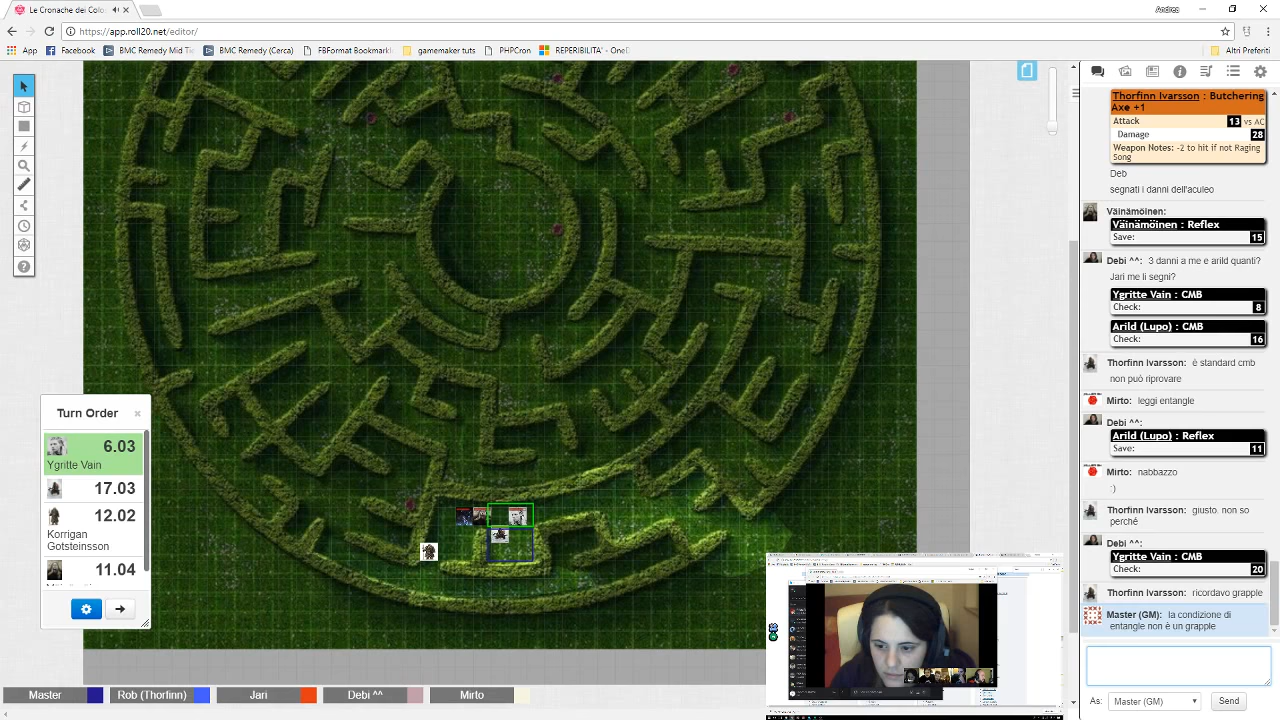 Le Cronache dei Colo
Andrea
https://app.roll20.net/editor/
App
Facebook
BMC Remedy Mid Tie
BMC Remedy (Cerca)
FBFormat Bookmarkl
gamemaker tuts
PHPCron
REPERIBILITA' - OneD
Altri Preferiti
Thorfinn Ivarsson : Butchering
Axe +1
Attack 13 vs AC
Damage 28
Weapon Notes: -2 to hit if not Raging
Song
Deb
segnati i danni dell'aculeo
Väinämöinen:
Väinämöinen : Reflex
Save: 15
Debi ^^: 3 danni a me e arild quanti?
Jari me li segni?
Ygritte Vain : CMB
Check: 8
Arild (Lupo) : CMB
Check: 16
Thorfinn Ivarsson: è standard cmb
non può riprovare
Mirto: leggi entangle
Debi ^^:
Arild (Lupo) : Reflex
Save: 11
Mirto: nabbazzo
:)
Thorfinn Ivarsson: giusto. non so
perché
Debi ^^:
Ygritte Vain : CMB
Check: 20
Thorfinn Ivarsson: ricordavo grapple
Master (GM): la condizione di
entangle non è un grapple
As: Master (GM) Send
Turn Order ×
6.03
Ygritte Vain
17.03
12.02
Korrigan
Gotsteinsson
11.04
Master
Rob (Thorfinn)
Jari
Debi ^^
Mirto